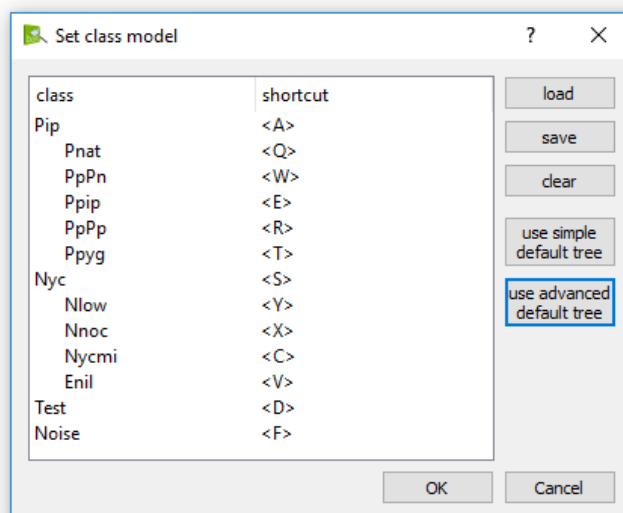 Set class model
?
class shortcut
Pip <A>
Pnat <Q>
PpPn <W>
Ppip <E>
PpPp <R>
Ppyg <T>
Nyc <S>
Nlow <Y>
Nnoc <X>
Nycmi <C>
Enil <V>
Test <D>
Noise <F>
load
save
clear
use simple
default tree
use advanced
default tree
OK
Cancel